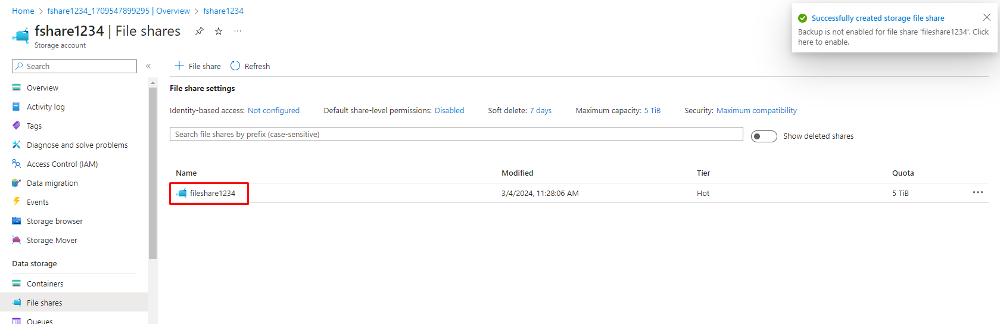 Home > fshare1234_1709547899295 | Overview > fshare1234
fshare1234 | File shares
Storage account
Successfully created storage file share
Backup is not enabled for file share 'fileshare1234'. Click
here to enable.
Search
Overview
Activity log
Tags
Diagnose and solve problems
Access Control (IAM)
Data migration
Events
Storage browser
Storage Mover
Data storage
Containers
File shares
Queues
File share Refresh
File share settings
Identity-based access: Not configured Default share-level permissions: Disabled Soft delete: 7 days Maximum capacity: 5 TiB Security: Maximum compatibility
Search file shares by prefix (case-sensitive) Show deleted shares
Name Modified Tier Quota
fileshare1234 3/4/2024, 11:28:06 AM Hot 5 TiB